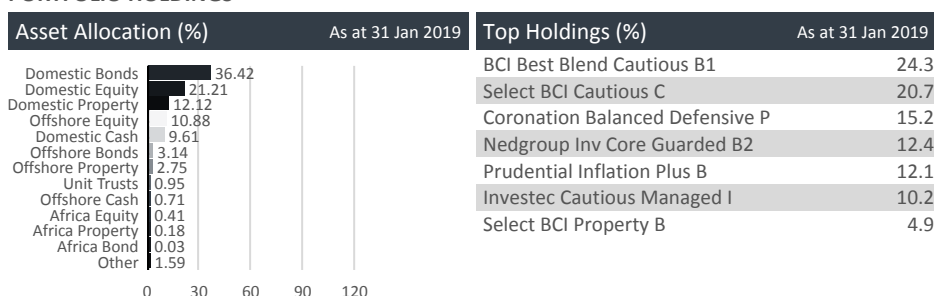 PORTFOLIO HOLDINGS
Asset Allocation (%) As at 31 Jan 2019
Domestic Bonds 36.42
Domestic Equity 21.21
Domestic Property 12.12
Offshore Equity 10.88
Domestic Cash 9.61
Offshore Bonds 3.14
Offshore Property 2.75
Unit Trusts 0.95
Offshore Cash 0.71
Africa Equity 0.41
Africa Property 0.18
Africa Bond 0.03
Other 1.59
0 30 60 90 120
Top Holdings (%) As at 31 Jan 2019
BCI Best Blend Cautious B1 24.3
Select BCI Cautious C 20.7
Coronation Balanced Defensive P 15.2
Nedgroup Inv Core Guarded B2 12.4
Prudential Inflation Plus B 12.1
Investec Cautious Managed I 10.2
Select BCI Property B 4.9